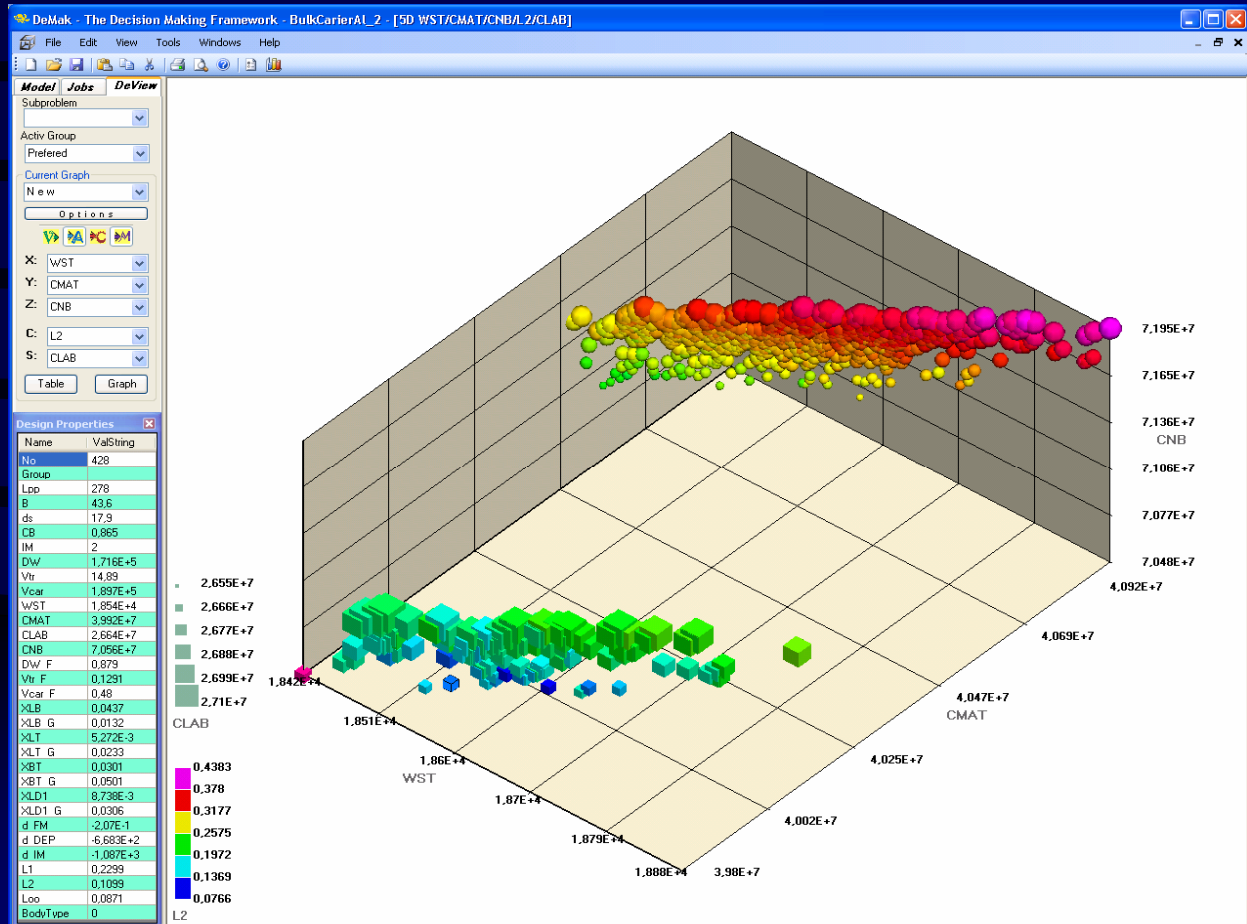 DeMak - The Decision Making Framework - BulkCarierAl_2 - [5D WST/CMAT/CNB/L2/CLAB]
File Edit View Tools Windows Help
Model Jobs DeView
Subproblem
Activ Group
Prefered
Current Graph
N e w
Options
V A C M
X: WST
Y: CMAT
Z: CNB
C: L2
S: CLAB
Table Graph
Design Properties
Name ValString
No 428
Group
Lpp 278
B 43,6
ds 17,9
CB 0,865
IM 2
DW 1,716E+5
Vtr 14,89
Vcar 1,897E+5
WST 1,854E+4
CMAT 3,992E+7
CLAB 2,664E+7
CNB 7,056E+7
DW F 0,879
Vtr F 0,1291
Vcar F 0,48
XLB 0,0437
XLB G 0,0132
XLT 5,272E-3
XLT G 0,0233
XBT 0,0301
XBT G 0,0501
XLD1 8,738E-3
XLD1 G 0,0306
d FM -2,07E-1
d DEP -6,683E+2
d IM -1,087E+3
L1 0,2299
L2 0,1099
Loo 0,0871
BodyType 0
2,655E+7
2,666E+7
2,677E+7
2,688E+7
2,699E+7
2,71E+7
CLAB
0,4383
0,378
0,3177
0,2575
0,1972
0,1369
0,0766
L2
1,842E+4
1,851E+4
1,86E+4
WST
1,87E+4
1,879E+4
1,888E+4
3,98E+7
4,002E+7
4,025E+7
CMAT
4,047E+7
4,069E+7
4,092E+7
7,195E+7
7,165E+7
7,136E+7
CNB
7,106E+7
7,077E+7
7,048E+7